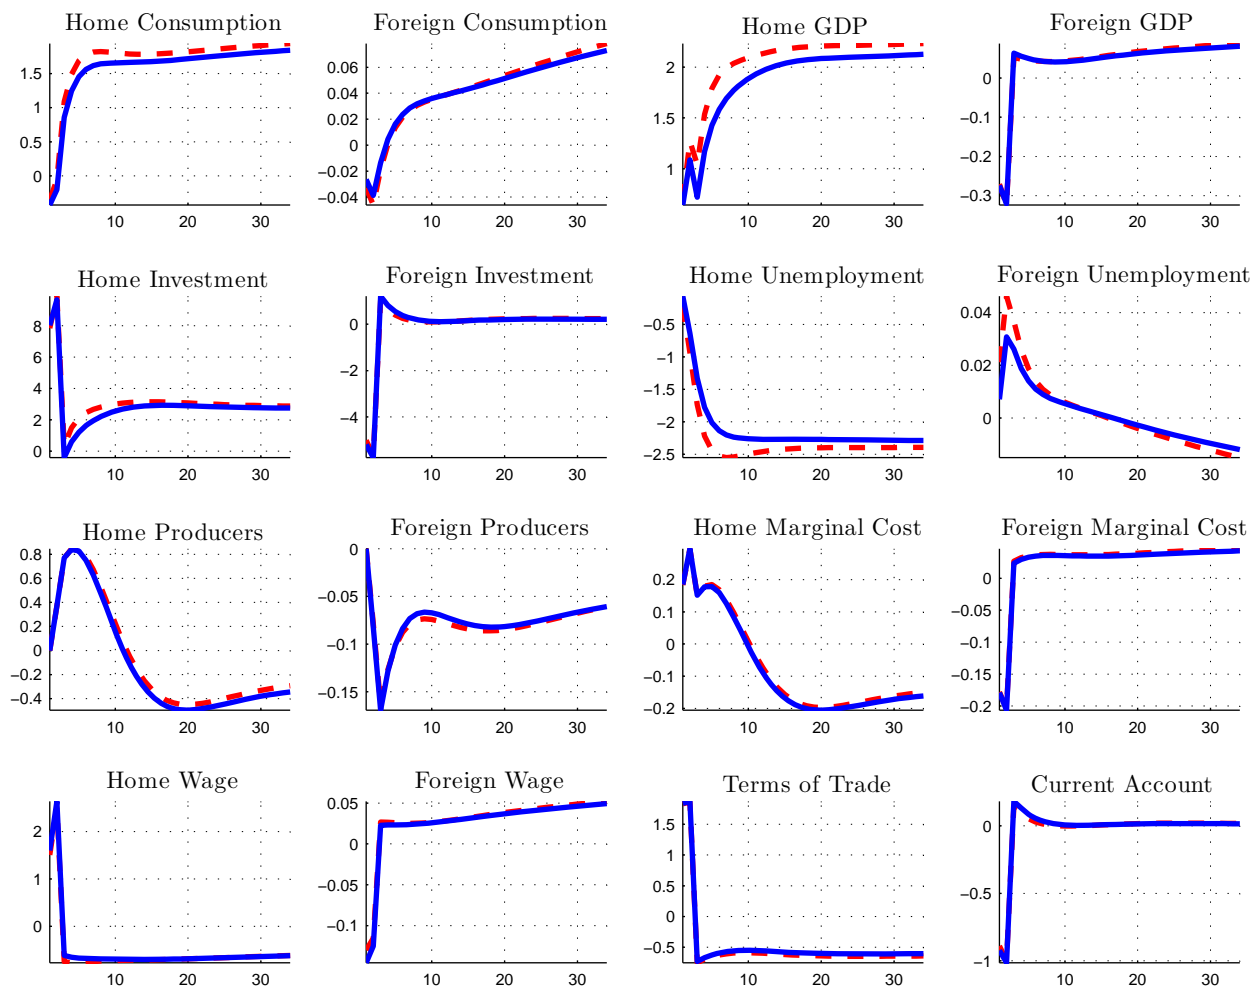 Home Consumption
1.5
1
0.5
0
10 20 30
Foreign Consumption
0.06
0.04
0.02
0
−0.02
−0.04
10 20 30
Home GDP
2
1.5
1
10 20 30
Foreign GDP
0
−0.1
−0.2
−0.3
10 20 30
Home Investment
8
6
4
2
0
10 20 30
Foreign Investment
0
−2
−4
10 20 30
Home Unemployment
−0.5
−1
−1.5
−2
−2.5
10 20 30
Foreign Unemployment
0.04
0.02
0
10 20 30
Home Producers
0.8
0.6
0.4
0.2
0
−0.2
−0.4
10 20 30
Foreign Producers
0
−0.05
−0.1
−0.15
10 20 30
Home Marginal Cost
0.2
0.1
0
−0.1
−0.2
10 20 30
Foreign Marginal Cost
0
−0.05
−0.1
−0.15
−0.2
10 20 30
Home Wage
2
1
0
10 20 30
Foreign Wage
0.05
0
−0.05
−0.1
10 20 30
Terms of Trade
1.5
1
0.5
0
−0.5
10 20 30
Current Account
0
−0.5
−1
10 20 30